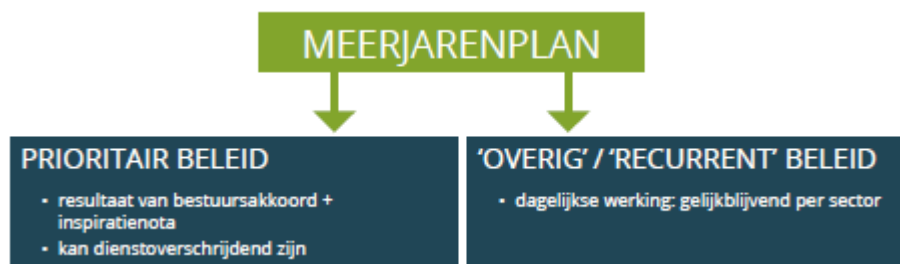 MEERJARENPLAN
PRIORITAIR BELEID
• resultaat van bestuursakkoord +
inspiratienota
• kan dienstoverschrijdend zijn
‘OVERIG’ / ‘RECURRENT’ BELEID
• dagelijkse werking: gelijkblijvend per sector